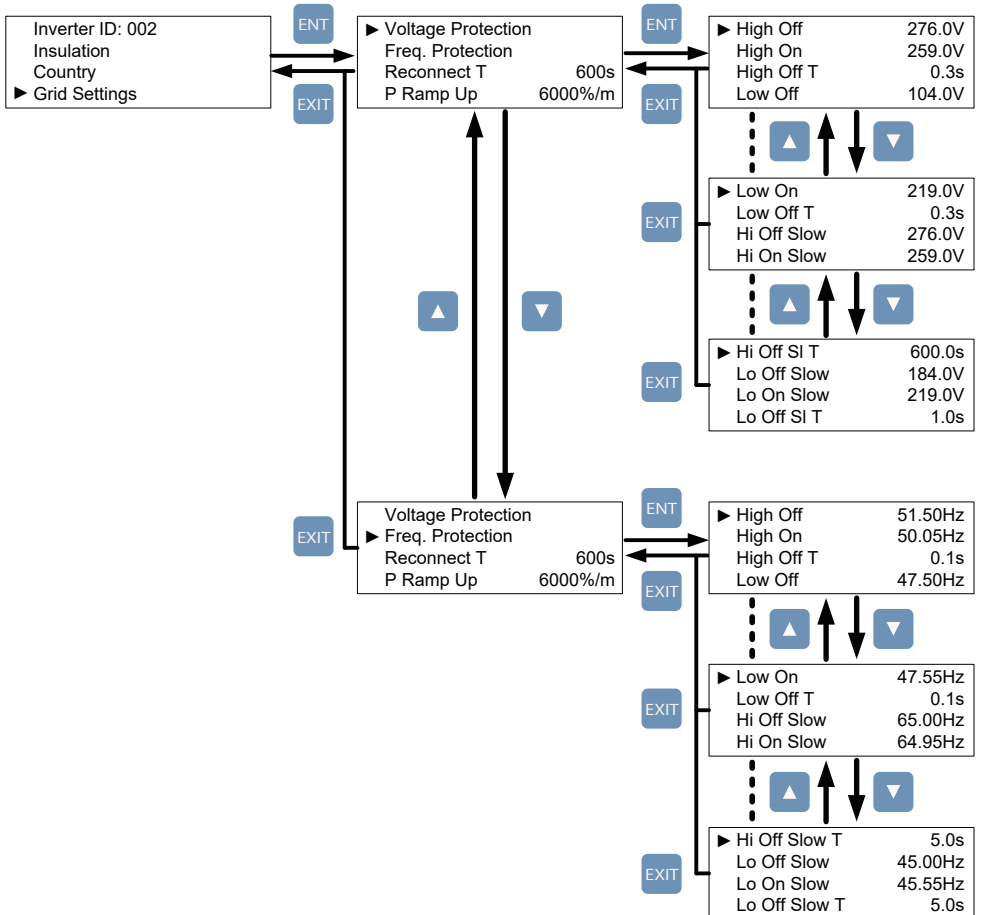 Inverter ID: 002
Insulation
Country
► Grid Settings
ENT
EXIT
► Voltage Protection
Freq. Protection
Reconnect T 600s
P Ramp Up 6000%/m
ENT
EXIT
► High Off 276.0V
High On 259.0V
High Off T 0.3s
Low Off 104.0V
▲ ▼
EXIT
► Low On 219.0V
Low Off T 0.3s
Hi Off Slow 276.0V
Hi On Slow 259.0V
▲ ▼
▲ ▼
EXIT
► Hi Off Sl T 600.0s
Lo Off Slow 184.0V
Lo On Slow 219.0V
Lo Off Sl T 1.0s
EXIT
Voltage Protection
► Freq. Protection
Reconnect T 600s
P Ramp Up 6000%/m
ENT
EXIT
► High Off 51.50Hz
High On 50.05Hz
High Off T 0.1s
Low Off 47.50Hz
▲ ▼
EXIT
► Low On 47.55Hz
Low Off T 0.1s
Hi Off Slow 65.00Hz
Hi On Slow 64.95Hz
▲ ▼
EXIT
► Hi Off Slow T 5.0s
Lo Off Slow 45.00Hz
Lo On Slow 45.55Hz
Lo Off Slow T 5.0s